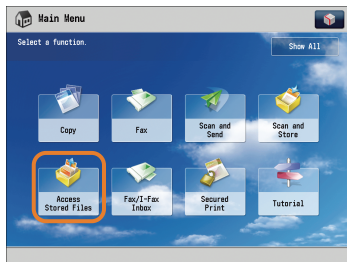 Main Menu
Select a function.
Show All
Copy
Fax
Scan and
Send
Scan and
Store
Access
Stored Files
Fax/I-Fax
Inbox
Secured
Print
Tutorial